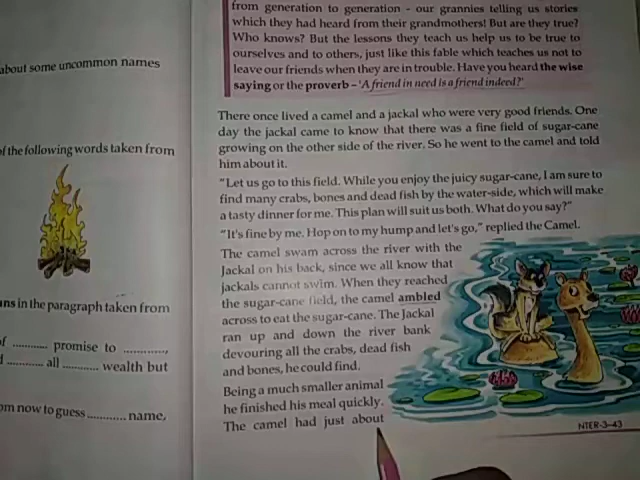 about some uncommon names
of the following words taken from
ns in the paragraph taken from
of .......... promise to ............,
.......... all .......... wealth but
om now to guess ............ name,
from generation to generation - our grannies telling us stories
which they had heard from their grandmothers! But are they true?
Who knows? But the lessons they teach us help us to be true to
ourselves and to others, just like this fable which teaches us not to
leave our friends when they are in trouble. Have you heard the wise
saying or the proverb – 'A friend in need is a friend indeed?'
There once lived a camel and a jackal who were very good friends. One
day the jackal came to know that there was a fine field of sugar-cane
growing on the other side of the river. So he went to the camel and told
him about it.
"Let us go to this field. While you enjoy the juicy sugar-cane, I am sure to
find many crabs, bones and dead fish by the water-side, which will make
a tasty dinner for me. This plan will suit us both. What do you say?"
"It's fine by me. Hop on to my hump and let's go," replied the Camel.
The camel swam across the river with the
Jackal on his back, since we all know that
jackals cannot swim. When they reached
the sugar-cane field, the camel ambled
across to eat the sugar-cane. The Jackal
ran up and down the river bank
devouring all the crabs, dead fish
and bones, he could find.
Being a much smaller animal
he finished his meal quickly.
The camel had just about
NTER-3-43